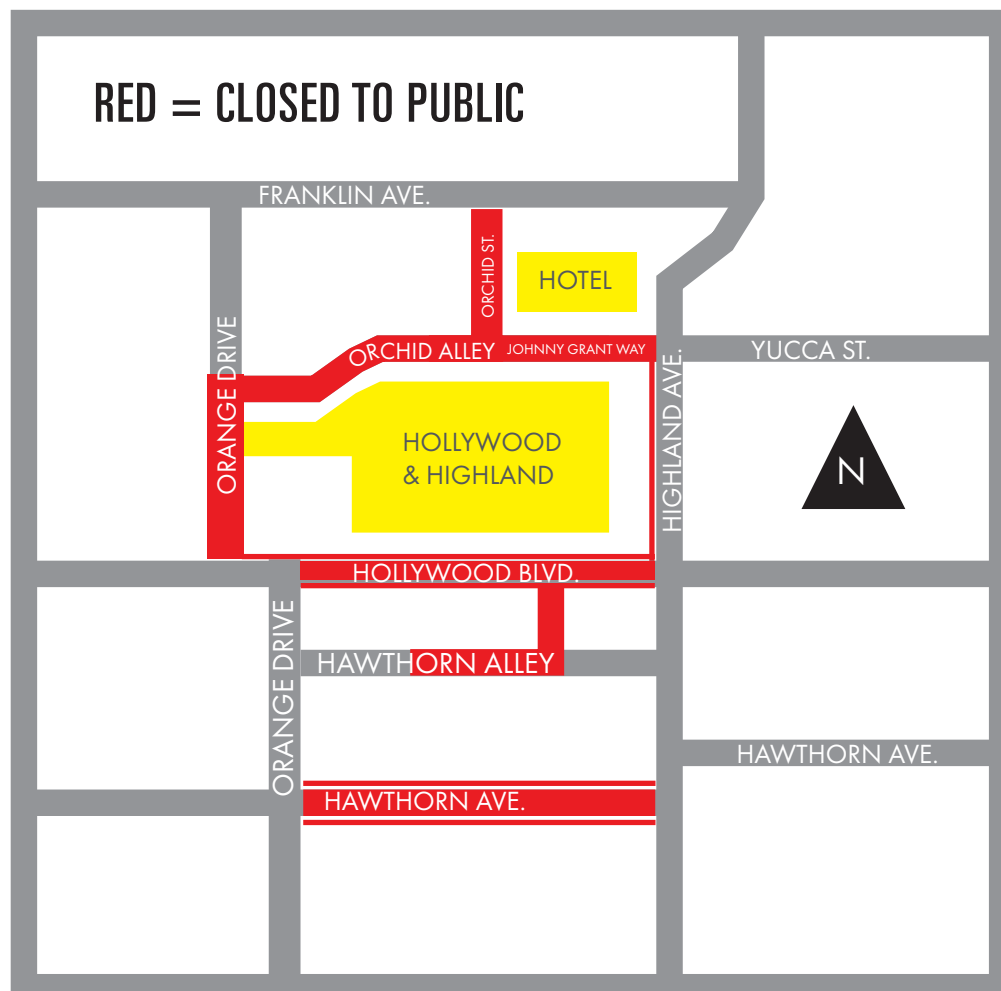 RED = CLOSED TO PUBLIC
FRANKLIN AVE.
ORCHID ST.
HOTEL
ORANGE DRIVE
ORCHID ALLEY
JOHNNY GRANT WAY
YUCCA ST.
HIGHLAND AVE.
HOLLYWOOD
& HIGHLAND
N
HOLLYWOOD BLVD.
ORANGE DRIVE
HAWTHORN ALLEY
HAWTHORN AVE.
HAWTHORN AVE.